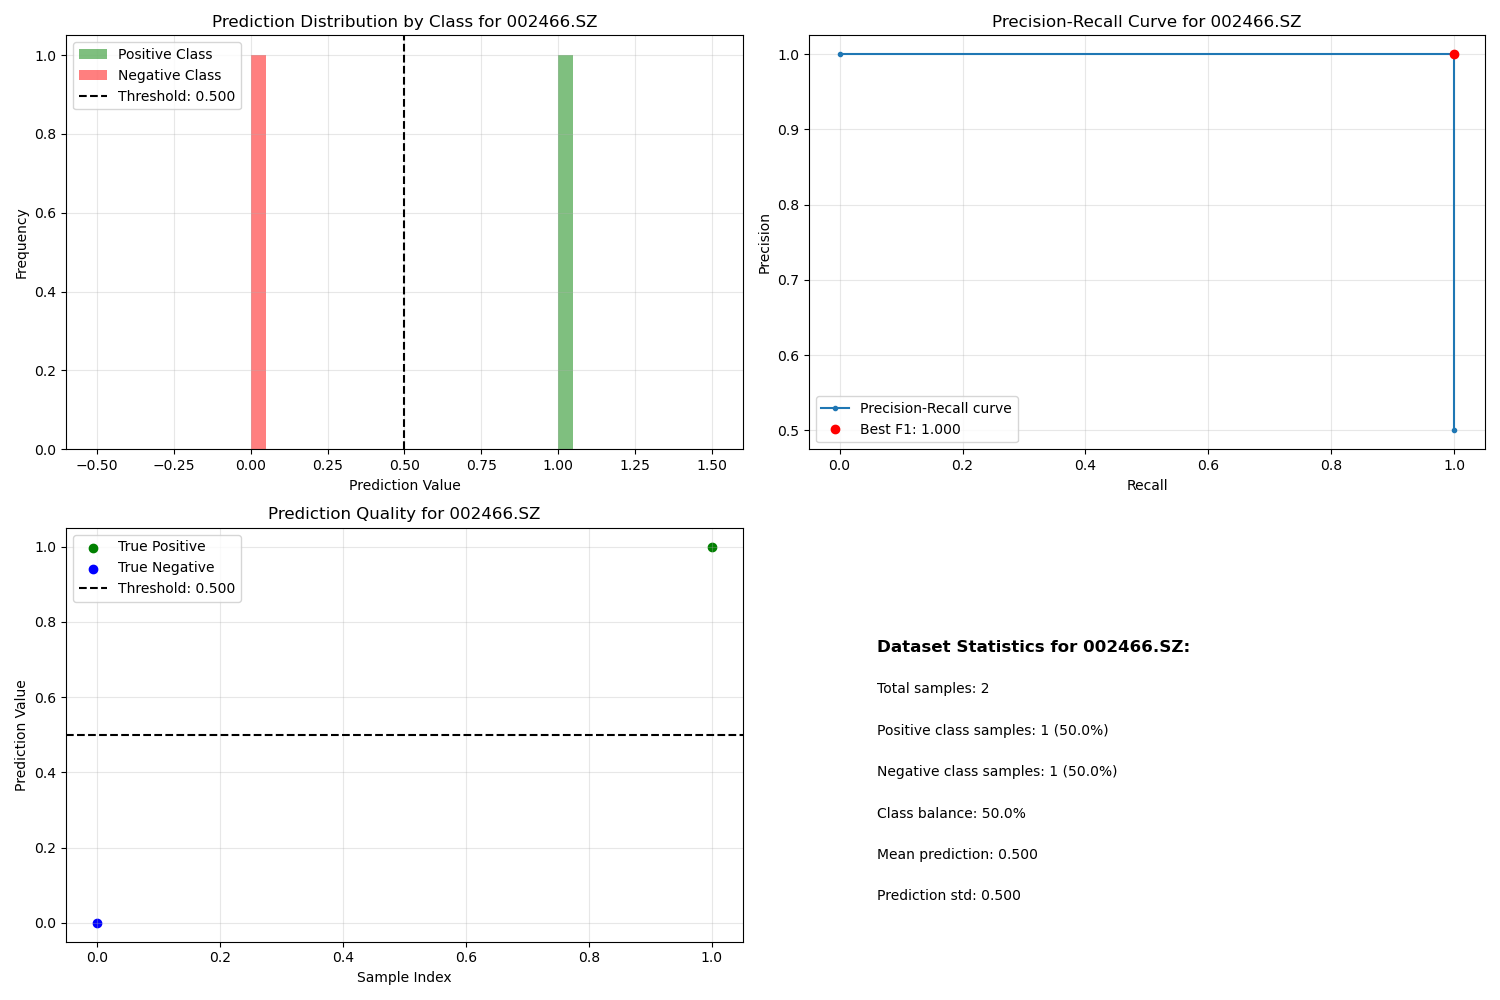 Prediction Distribution by Class for 002466.SZ
Positive Class
Negative Class
Threshold: 0.500
1.0
0.8
0.6
0.4
0.2
0.0
Frequency
−0.50
−0.25
0.00
0.25
0.50
0.75
1.00
1.25
1.50
Prediction Value
Precision-Recall Curve for 002466.SZ
1.0
0.9
0.8
0.7
0.6
0.5
Precision
Precision-Recall curve
Best F1: 1.000
0.0
0.2
0.4
0.6
0.8
1.0
Recall
Prediction Quality for 002466.SZ
True Positive
True Negative
Threshold: 0.500
1.0
0.8
0.6
0.4
0.2
0.0
Prediction Value
0.0
0.2
0.4
0.6
0.8
1.0
Sample Index
Dataset Statistics for 002466.SZ:
Total samples: 2
Positive class samples: 1 (50.0%)
Negative class samples: 1 (50.0%)
Class balance: 50.0%
Mean prediction: 0.500
Prediction std: 0.500